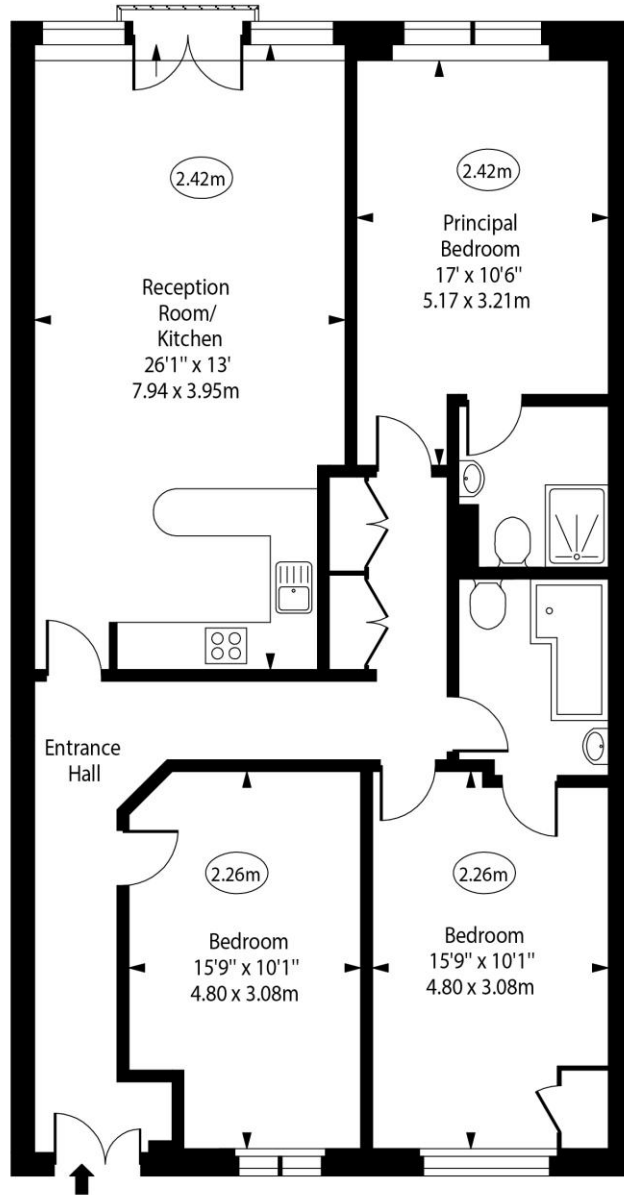 2.42m
Reception
Room/
Kitchen
26'1" x 13'
7.94 x 3.95m
2.42m
Principal
Bedroom
17' x 10'6"
5.17 x 3.21m
Entrance
Hall
2.26m
Bedroom
15'9" x 10'1"
4.80 x 3.08m
2.26m
Bedroom
15'9" x 10'1"
4.80 x 3.08m